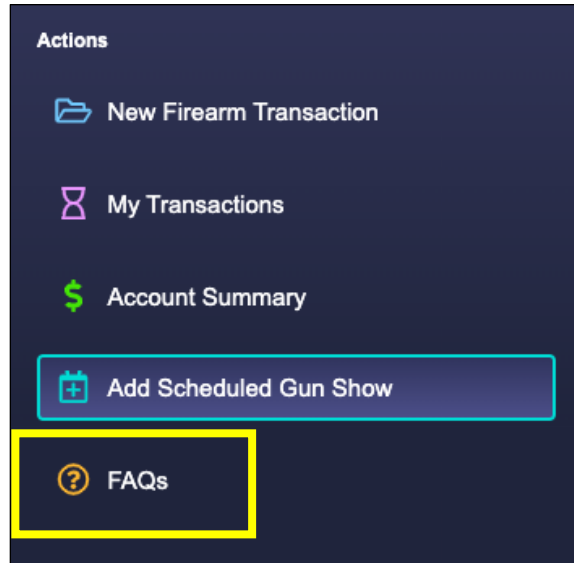 Actions
New Firearm Transaction
My Transactions
Account Summary
Add Scheduled Gun Show
FAQs